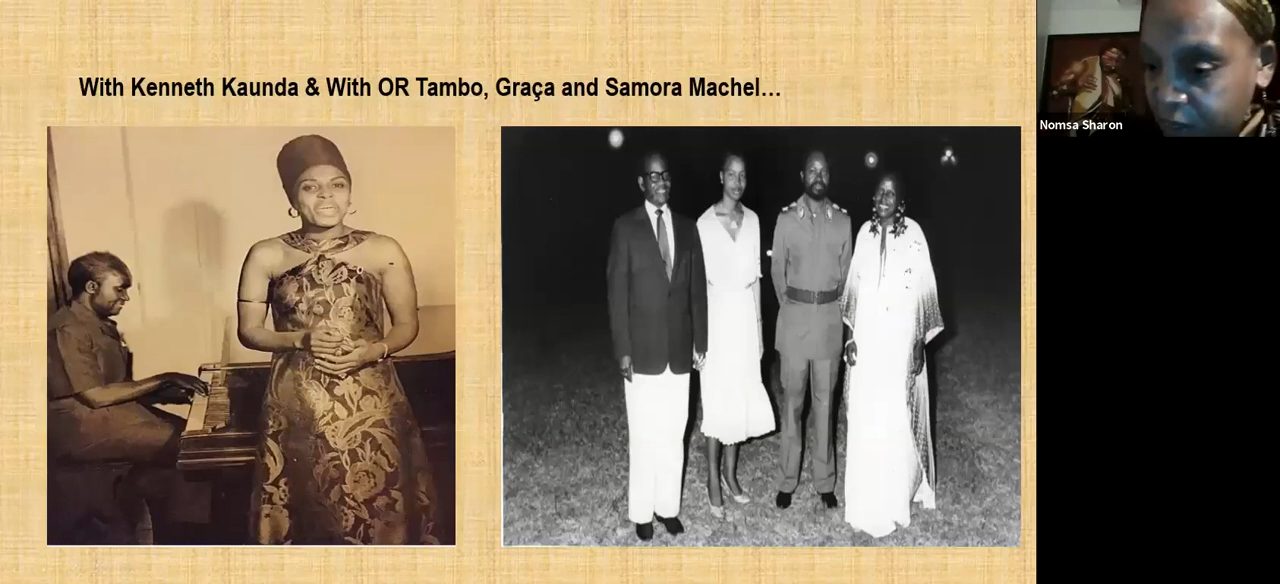 With Kenneth Kaunda & With OR Tambo, Graça and Samora Machel…
Nomsa Sharon